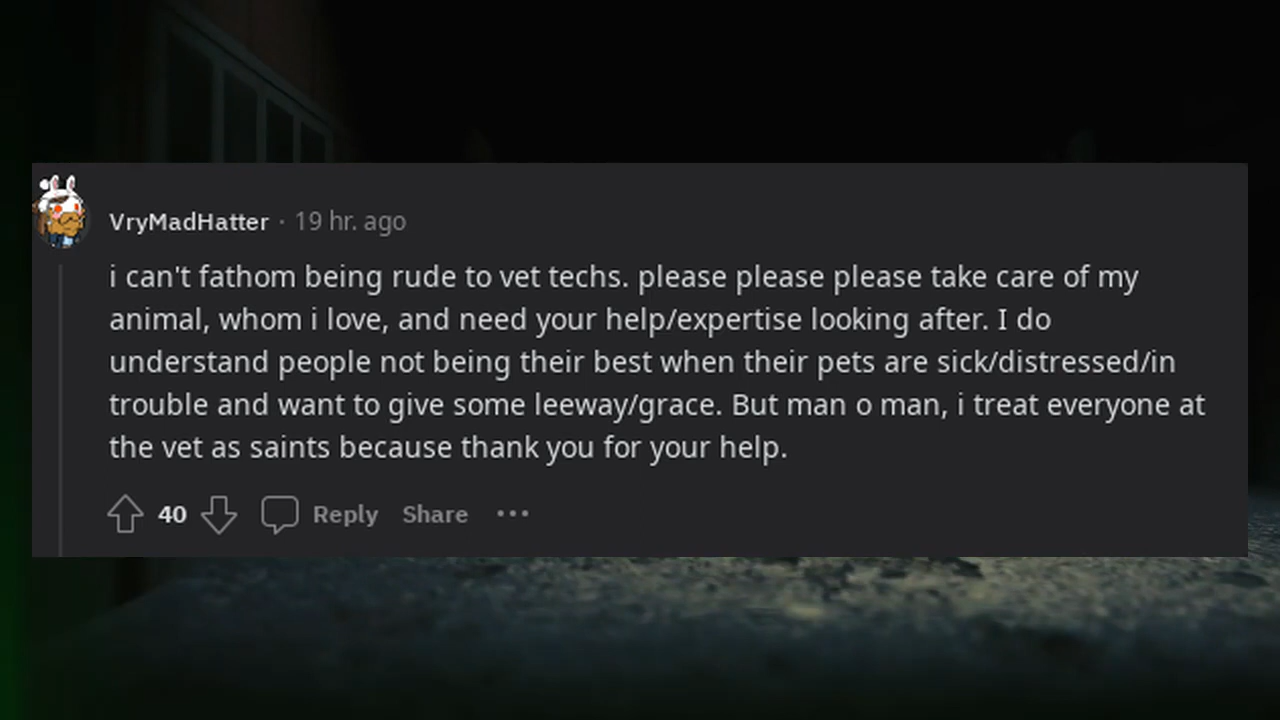 VryMadHatter · 19 hr. ago
i can't fathom being rude to vet techs. please please please take care of my
animal, whom i love, and need your help/expertise looking after. I do
understand people not being their best when their pets are sick/distressed/in
trouble and want to give some leeway/grace. But man o man, i treat everyone at
the vet as saints because thank you for your help.
40 Reply Share ...